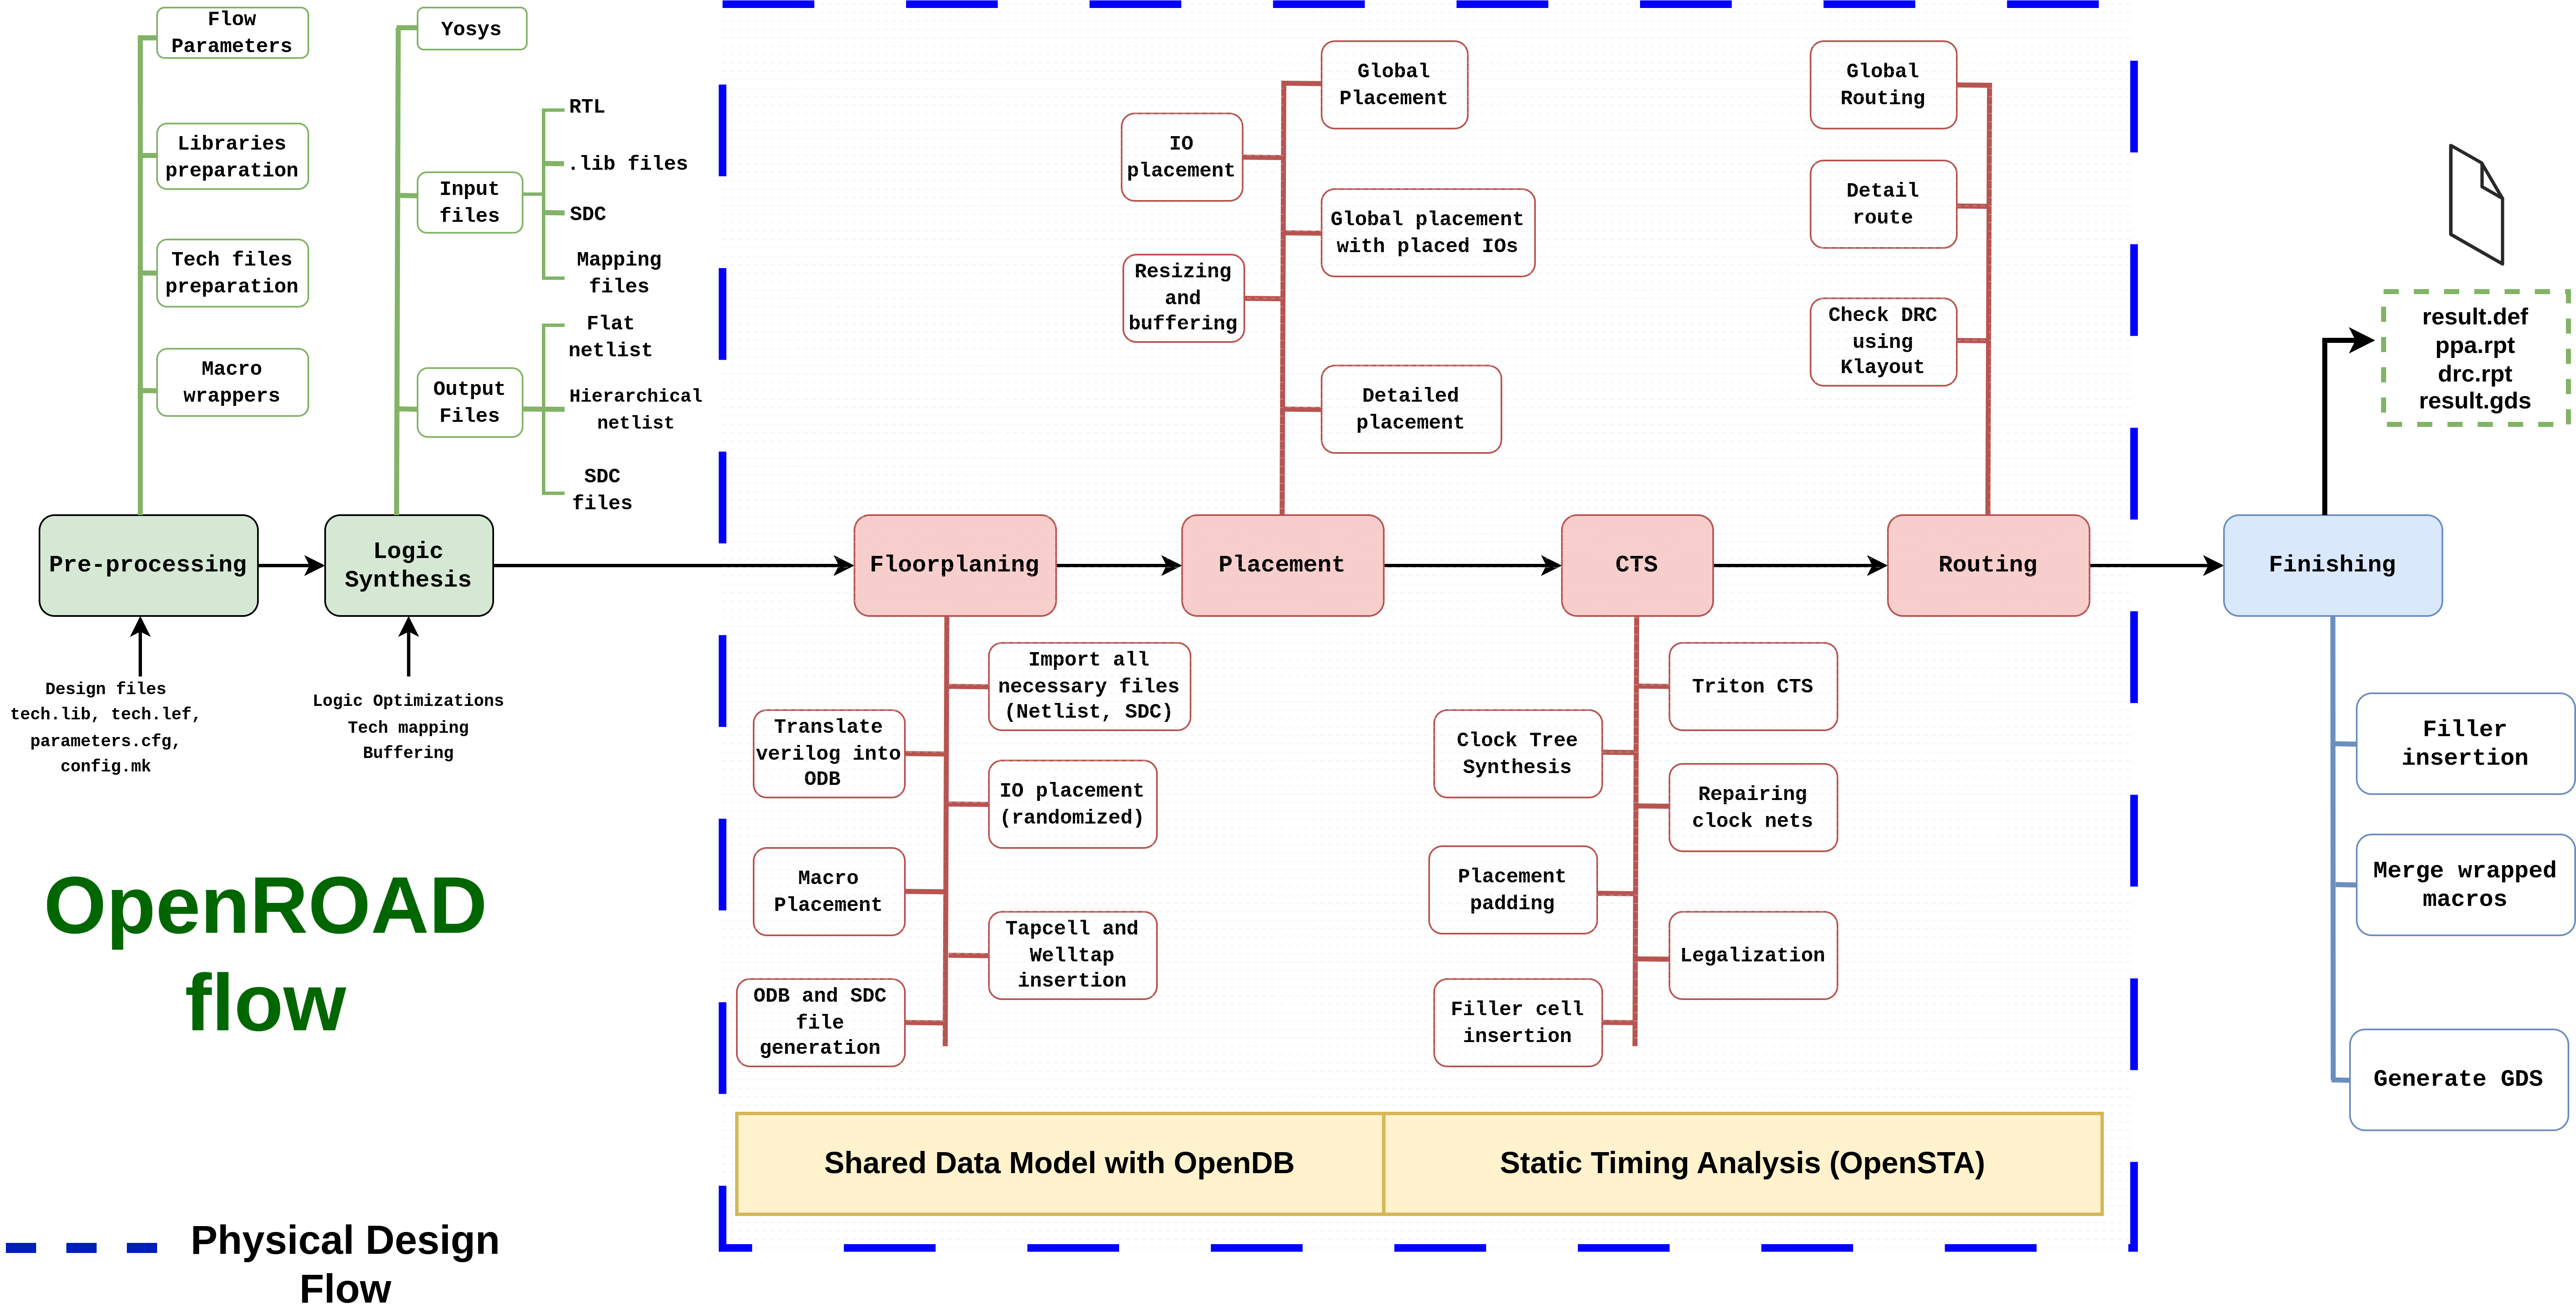 Flow
Parameters
Libraries
preparation
Tech files
preparation
Macro
wrappers
Pre-processing
Design files
tech.lib, tech.lef,
parameters.cfg,
config.mk
Yosys
Input
files
RTL
.lib files
SDC
Mapping
files
Output
Files
Flat
netlist
Hierarchical
netlist
SDC
files
Logic
Synthesis
Logic Optimizations
Tech mapping
Buffering
Floorplaning
Import all
necessary files
(Netlist, SDC)
Translate
verilog into
ODB
IO placement
(randomized)
Macro
Placement
Tapcell and
Welltap
insertion
ODB and SDC
file
generation
Global
Placement
IO
placement
Global placement
with placed IOs
Resizing
and
buffering
Detailed
placement
Placement
CTS
Triton CTS
Clock Tree
Synthesis
Repairing
clock nets
Placement
padding
Legalization
Filler cell
insertion
Global
Routing
Detail
route
Check DRC
using
Klayout
Routing
result.def
ppa.rpt
drc.rpt
result.gds
Finishing
Filler
insertion
Merge wrapped
macros
Generate GDS
Shared Data Model with OpenDB
Static Timing Analysis (OpenSTA)
OpenROAD
flow
Physical Design
Flow